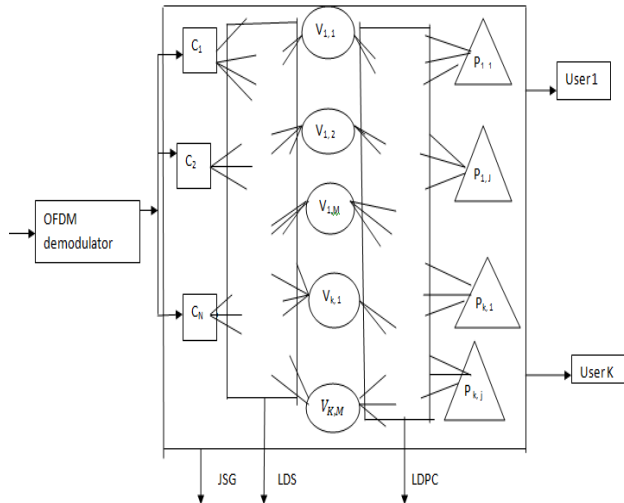 C1
V1,1
P1 1
User1
C2
V1,2
P1,J
V1,M
OFDM
demodulator
CN
Vk,1
Pk,1
VK,M
Pk,j
User K
JSG
LDS
LDPC